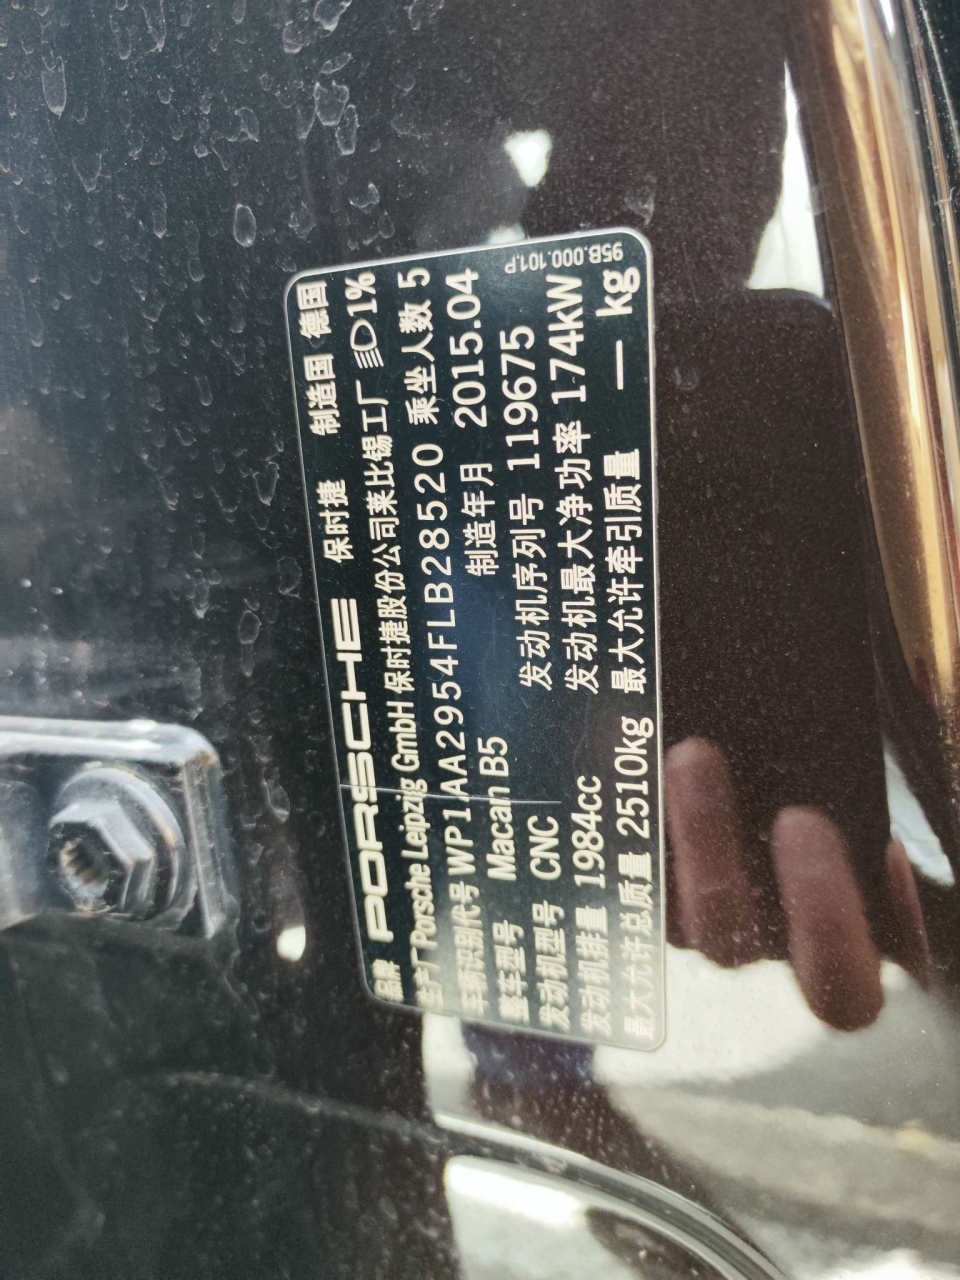 95B.000.101.P
品牌 PORSCHE 保时捷 制造国 德国
生产厂 Porsche Leipzig GmbH 保时捷股份公司莱比锡工厂 1%
车辆识别代号 WP1AA2954FLB28520 乘坐人数 5
整车型号 Macan B5 制造年月 2015.04
发动机型号 CNC 发动机序列号 119675
发动机排量 1984cc 发动机最大净功率 174kW
最大允许总质量 2510kg 最大允许牵引质量 — kg